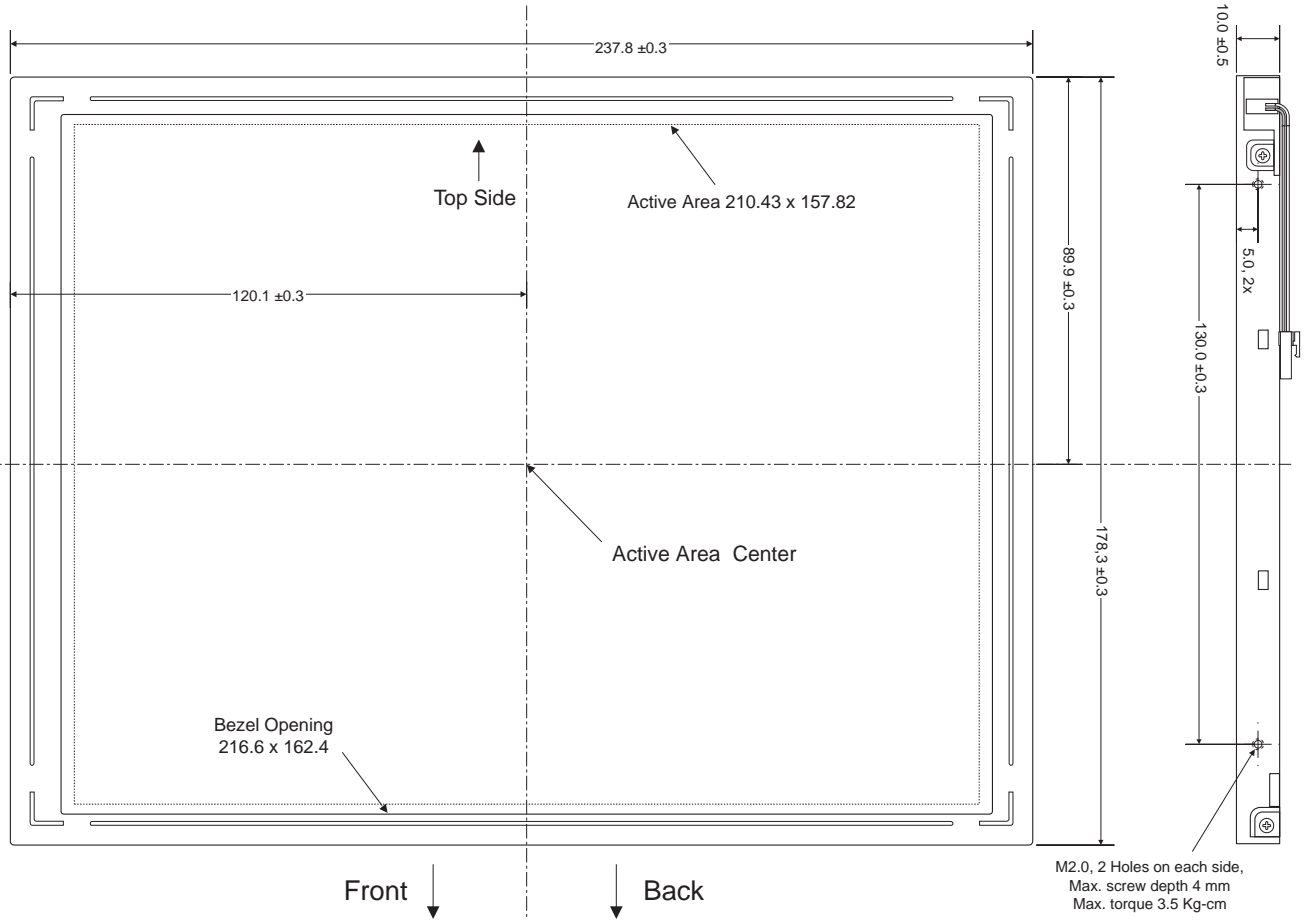 237.8 ±0.3
10.0 ±0.5
Top Side
Active Area 210.43 x 157.82
89.9 ±0.3
5.0, 2x
120.1 ±0.3
130.0 ±0.3
Active Area Center
178,3 ±0.3
Bezel Opening
216.6 x 162.4
Front
Back
M2.0, 2 Holes on each side,
Max. screw depth 4 mm
Max. torque 3.5 Kg-cm